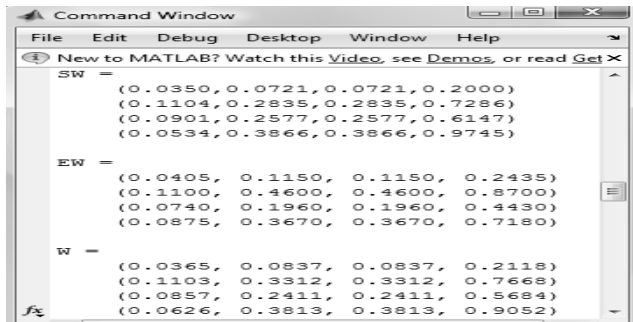 Command Window
File Edit Debug Desktop Window Help
New to MATLAB? Watch this Video, see Demos, or read Get
SW =
(0.0350,0.0721,0.0721,0.2000)
(0.1104,0.2835,0.2835,0.7286)
(0.0901,0.2577,0.2577,0.6147)
(0.0534,0.3866,0.3866,0.9745)
EW =
(0.0405, 0.1150, 0.1150, 0.2435)
(0.1100, 0.4600, 0.4600, 0.8700)
(0.0740, 0.1960, 0.1960, 0.4430)
(0.0875, 0.3670, 0.3670, 0.7180)
W =
(0.0365, 0.0837, 0.0837, 0.2118)
(0.1103, 0.3312, 0.3312, 0.7668)
(0.0857, 0.2411, 0.2411, 0.5684)
fx (0.0626, 0.3813, 0.3813, 0.9052)